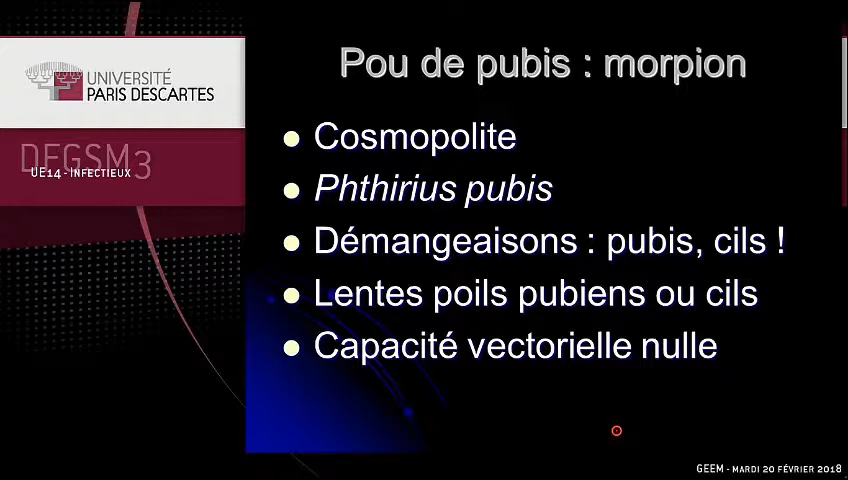 Pou de pubis : morpion
UNIVERSITÉ
PARIS DESCARTES
DFGSM3
UE14 - INFECTIEUX
Cosmopolite
Phthirius pubis
Démangeaisons : pubis, cils !
Lentes poils pubiens ou cils
Capacité vectorielle nulle
GEEM - MARDI 20 FÉVRIER 2018